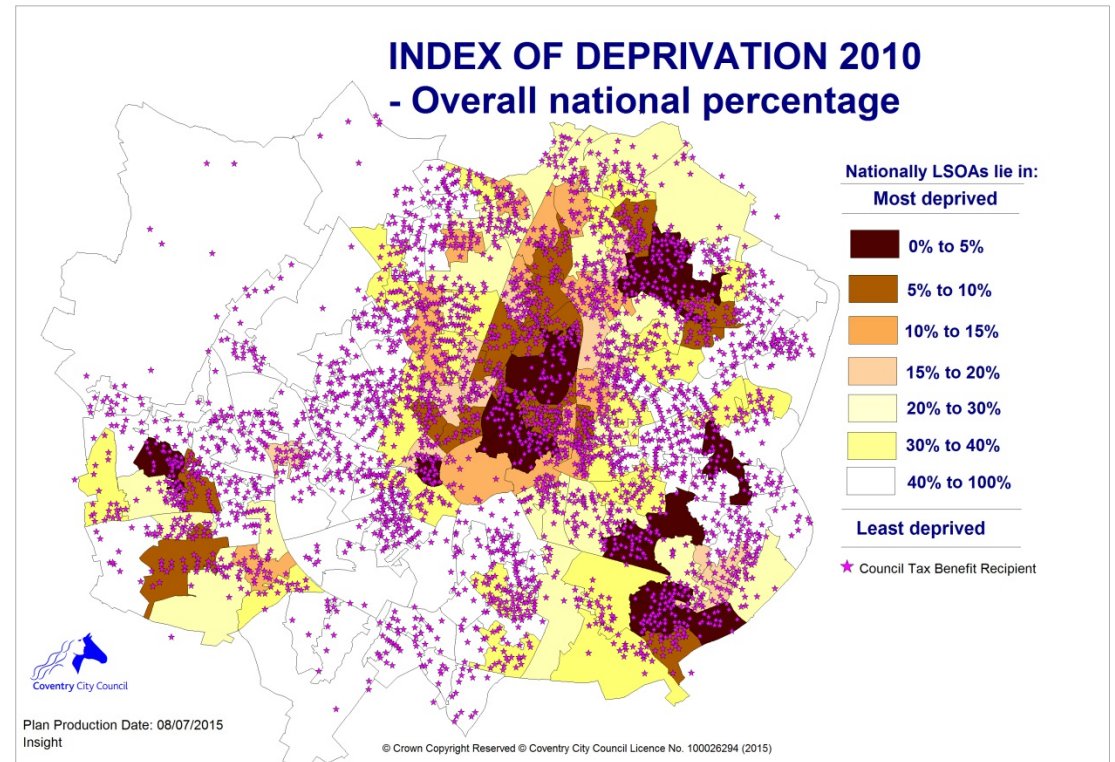 INDEX OF DEPRIVATION 2010
- Overall national percentage
Nationally LSOAs lie in:
Most deprived
0% to 5%
5% to 10%
10% to 15%
15% to 20%
20% to 30%
30% to 40%
40% to 100%
Least deprived
Council Tax Benefit Recipient
Coventry City Council
Plan Production Date: 08/07/2015
Insight
© Crown Copyright Reserved © Coventry City Council Licence No. 100026294 (2015)